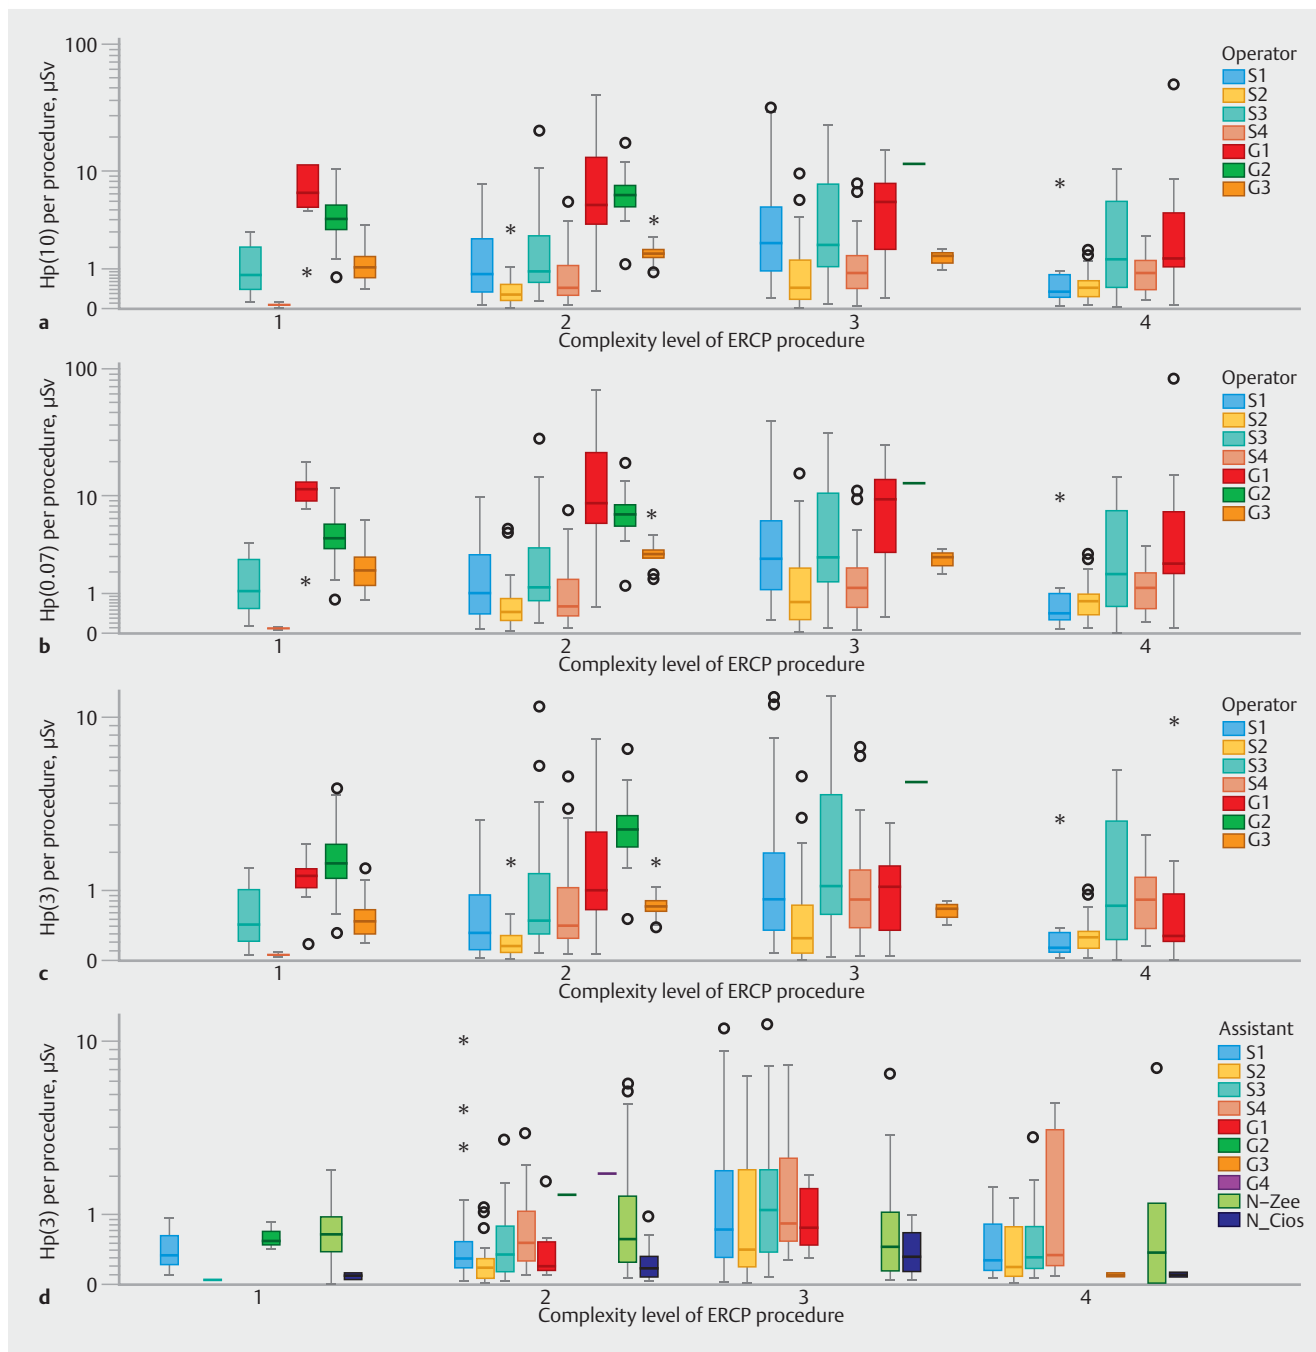 Hp(10) per procedure, µSv
100
10
1
0
Operator
S1
S2
S3
S4
G1
G2
G3
*
*
*
*
a
1
2
3
4
Complexity level of ERCP procedure
Hp(0.07) per procedure, µSv
100
10
1
0
Operator
S1
S2
S3
S4
G1
G2
G3
*
*
*
b
1
2
3
4
Complexity level of ERCP procedure
Hp(3) per procedure, µSv
10
1
0
Operator
S1
S2
S3
S4
G1
G2
G3
*
*
*
*
c
1
2
3
4
Complexity level of ERCP procedure
Hp(3) per procedure, µSv
10
1
0
Assistant
S1
S2
S3
S4
G1
G2
G3
G4
N–Zee
N_Cios
*
*
*
d
1
2
3
4
Complexity level of ERCP procedure